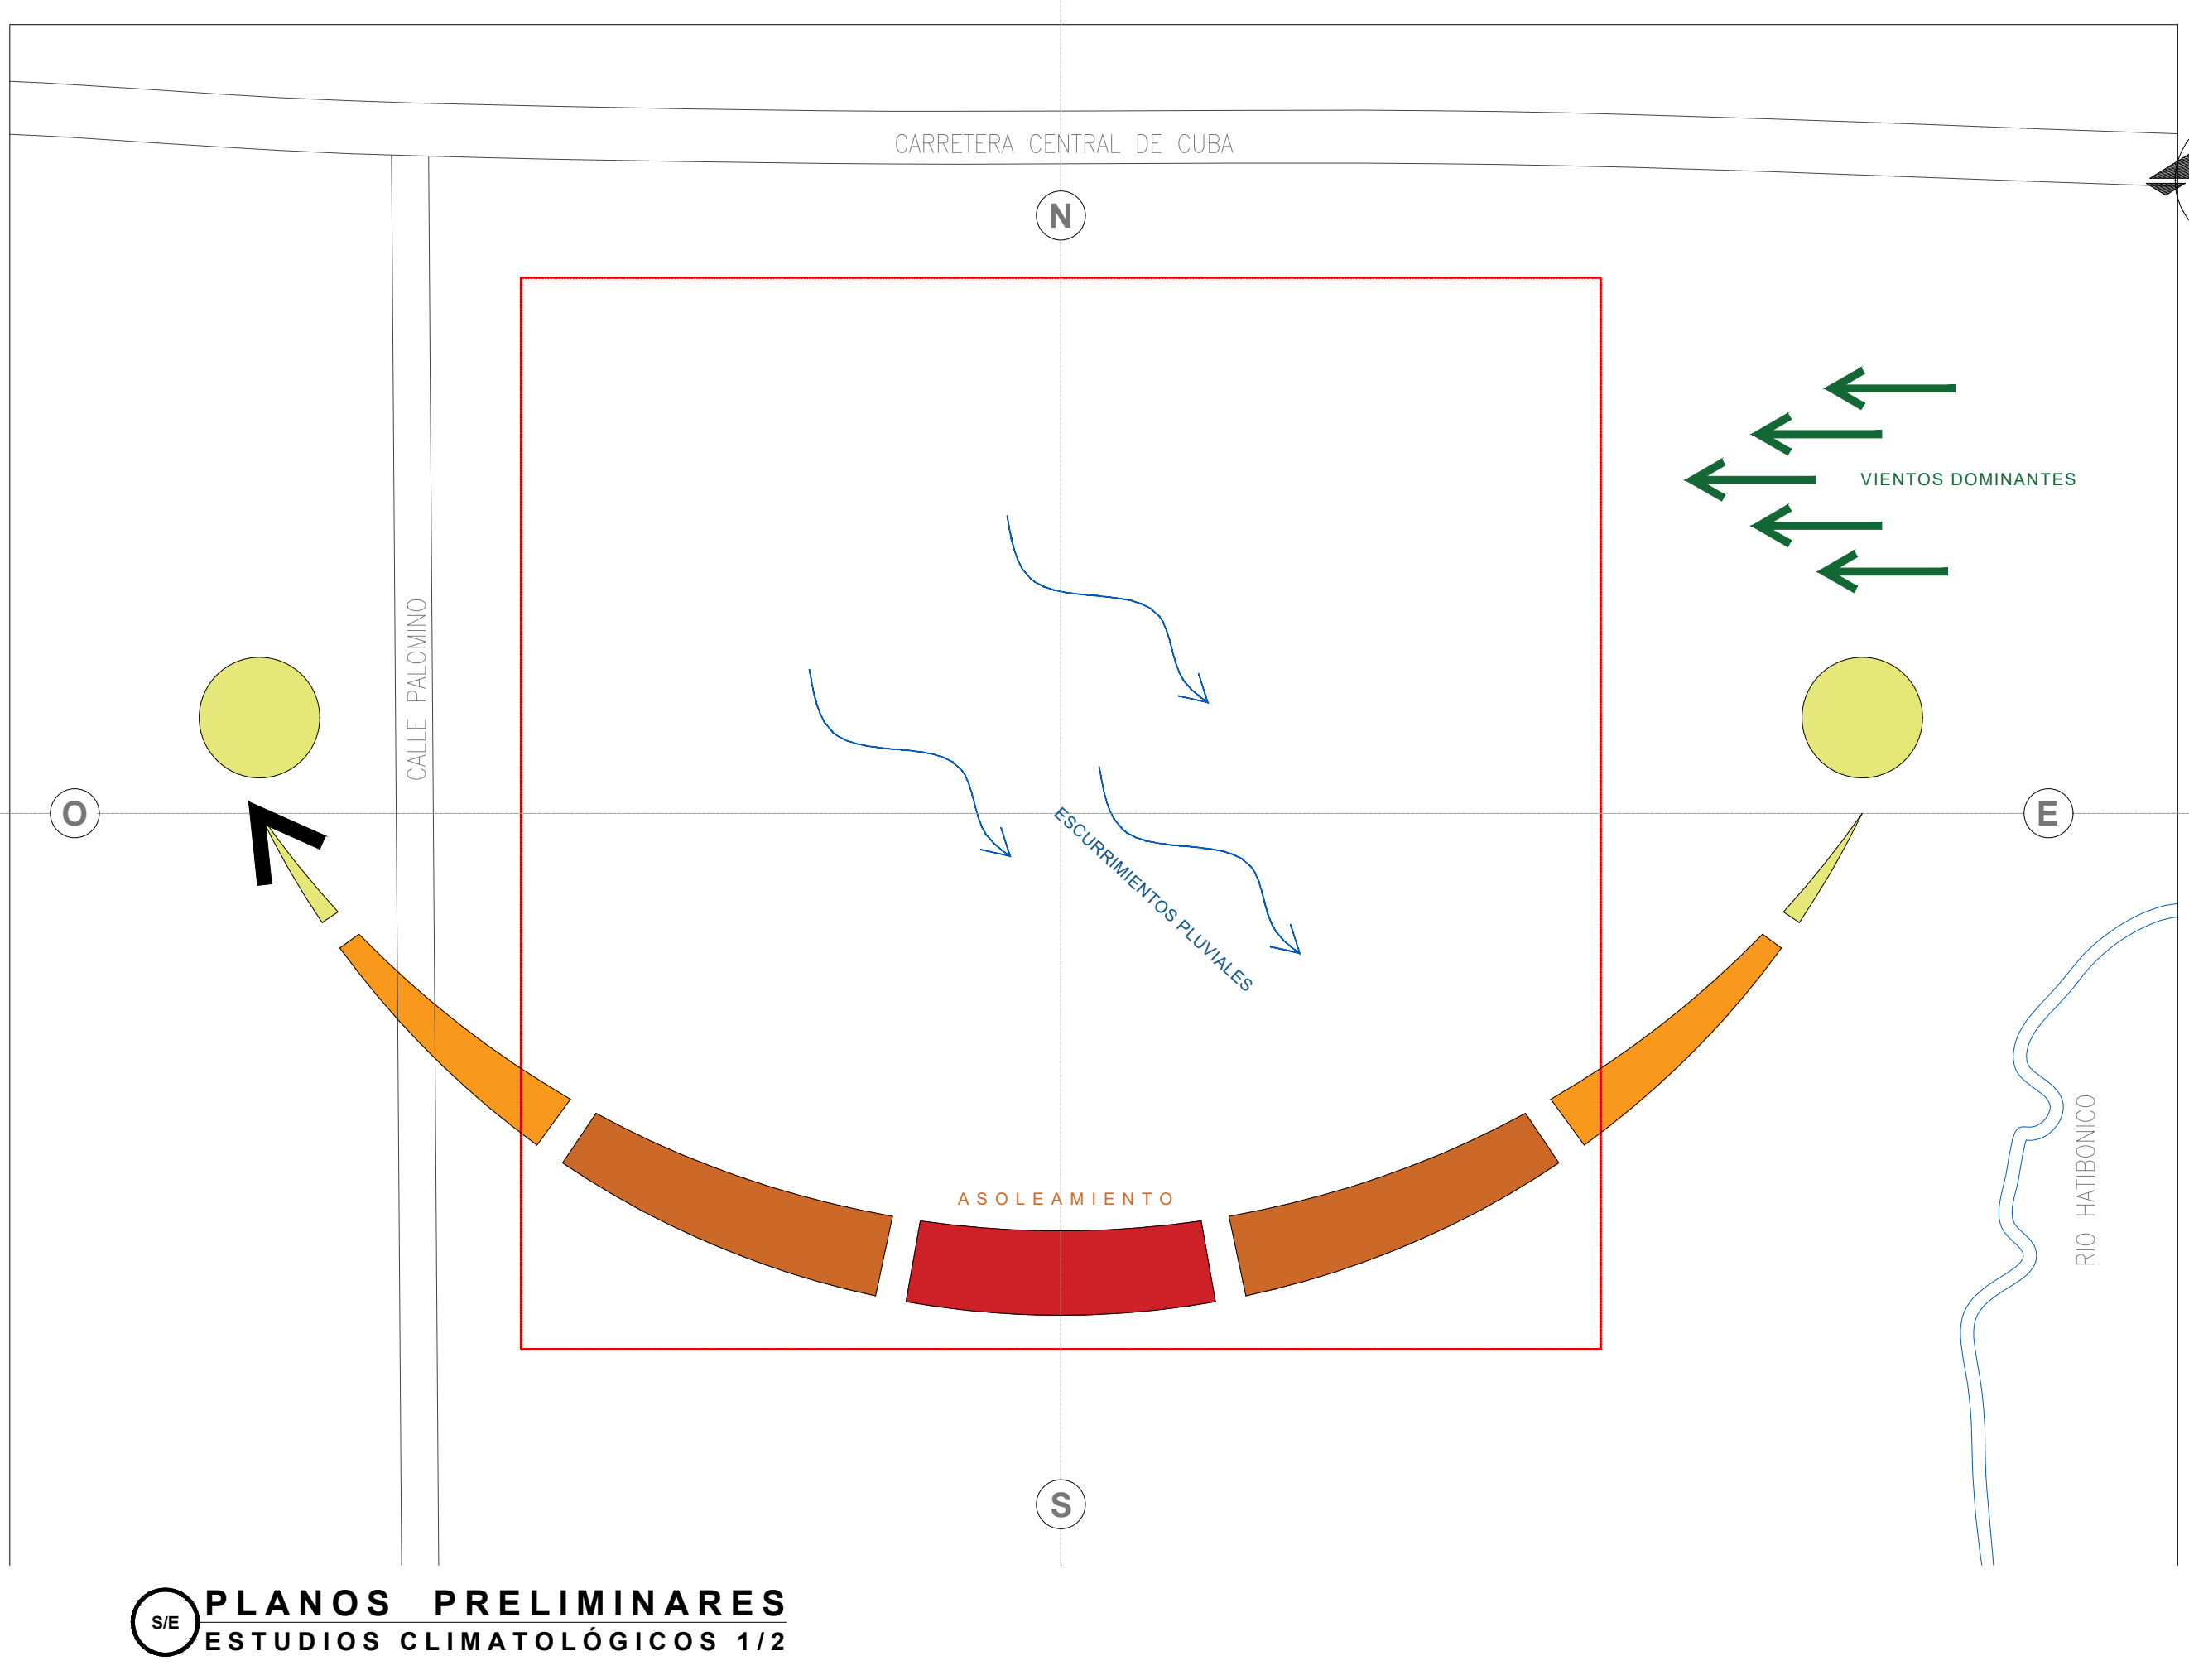 CARRETERA CENTRAL DE CUBA
N
VIENTOS DOMINANTES
CALLE PALOMINO
O
E
ESCURRIMIENTOS PLUVIALES
RIO HATIBONICO
ASOLEAMIENTO
S
S/E
PLANOS PRELIMINARES
ESTUDIOS CLIMATOLÓGICOS 1/2